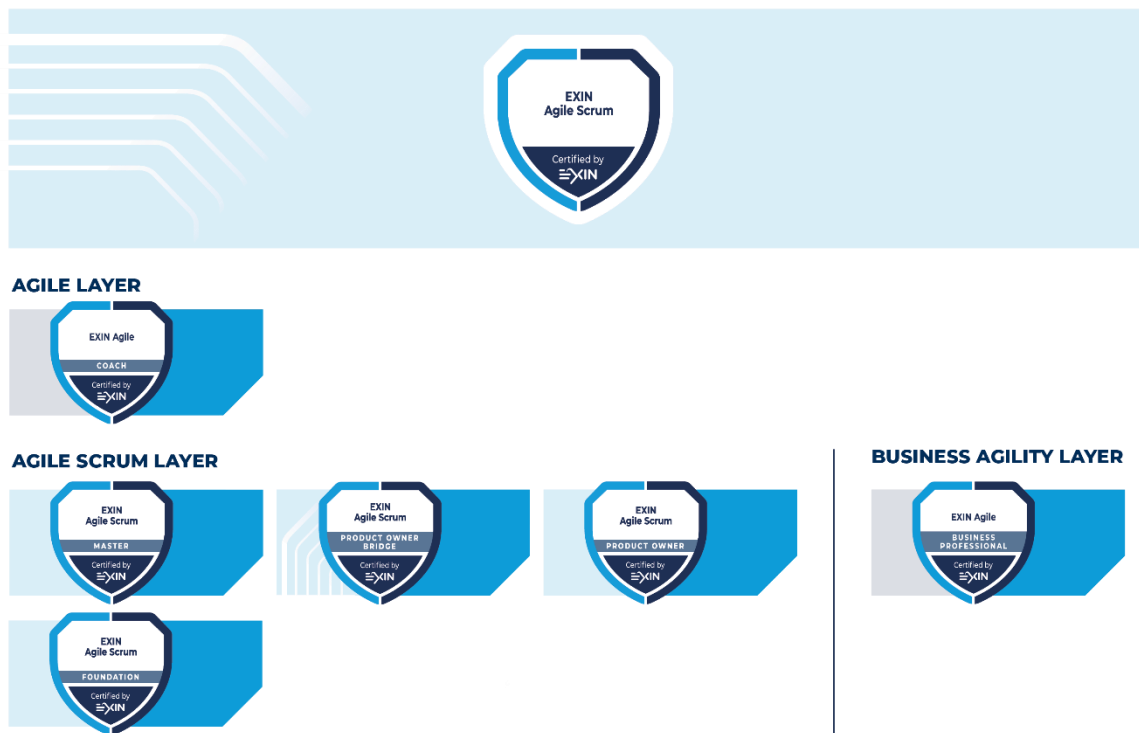 EXIN
Agile Scrum
Certified by
EXIN
AGILE LAYER
EXIN Agile
COACH
Certified by
EXIN
AGILE SCRUM LAYER
EXIN
Agile Scrum
MASTER
Certified by
EXIN
EXIN
Agile Scrum
PRODUCT OWNER
BRIDGE
Certified by
EXIN
EXIN
Agile Scrum
PRODUCT OWNER
Certified by
EXIN
BUSINESS AGILITY LAYER
EXIN Agile
BUSINESS
PROFESSIONAL
Certified by
EXIN
EXIN
Agile Scrum
FOUNDATION
Certified by
EXIN